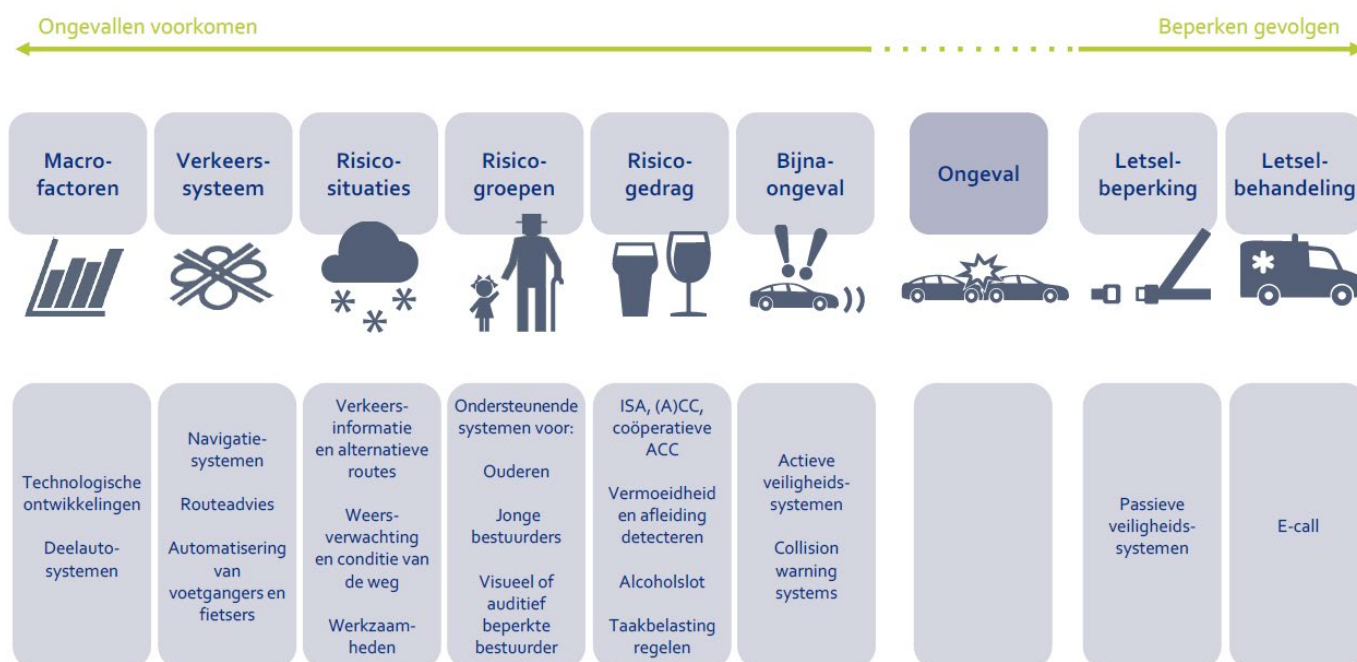 Ongevallen voorkomen
Beperken gevolgen
Macro-
factoren
Verkeers-
systeem
Risico-
situaties
Risico-
groepen
Risico-
gedrag
Bijna-
ongeval
Ongeval
Letsel-
beperking
Letsel-
behandeling
Technologische
ontwikkelingen
Deelauto-
systemen
Navigatie-
systemen
Routeadvies
Automatisering
van
voetgangers en
fietsers
Verkeers-
informatie
en alternatieve
routes
Weers-
verwachting
en conditie van
de weg
Werkzaam-
heden
Ondersteunende
systemen voor:
Ouderen
Jonge
bestuurders
Visueel of
auditief
beperkte
bestuurder
ISA, (A)CC,
coöperatieve
ACC
Vermoeidheid
en afleiding
detecteren
Alcoholslot
Taakbelasting
regelen
Actieve
veiligheids-
systemen
Collision
warning
systems
Passieve
veiligheids-
systemen
E-call